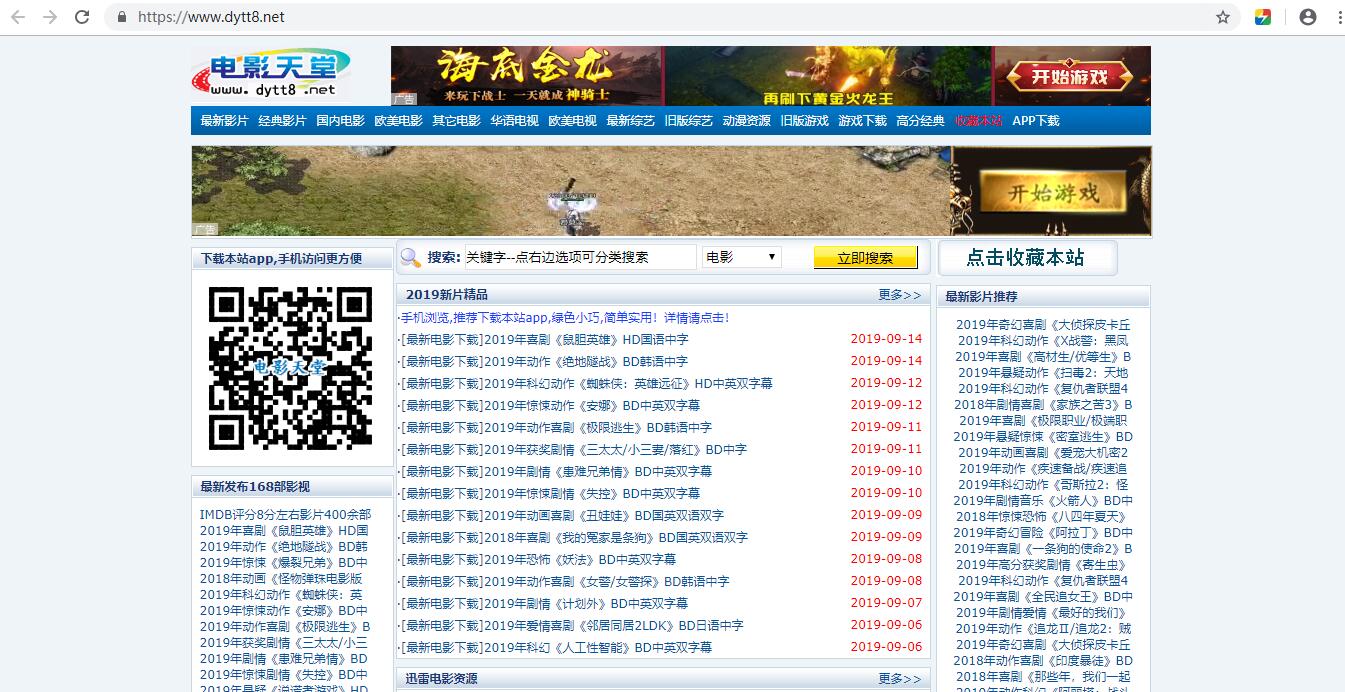 https://www.dytt8.net
电影天堂
www.dytt8.net
海底金龙
来玩下战士 一天就成神骑士
广告
再刷下黄金火龙王
开始游戏
最新影片 经典影片 国内电影 欧美电影 其它电影 华语电视 欧美电视 最新综艺 旧版综艺 动漫资源 旧版游戏 游戏下载 高分经典 收藏本站 APP下载
广告
开始游戏
下载本站app,手机访问更方便
电影天堂
最新发布168部影视
IMDB评分8分左右影片400余部
2019年喜剧《鼠胆英雄》HD国
2019年动作《绝地隧战》BD韩
2019年惊悚《爆裂兄弟》BD中
2018年动画《怪物弹珠电影版
2019年科幻动作《蜘蛛侠：英
2019年惊悚动作《安娜》BD中
2019年动作喜剧《极限逃生》B
2019年获奖剧情《三太太/小三
2019年剧情《患难兄弟情》BD
2019年惊悚剧情《失控》BD中
2019年悬疑《说谎者游戏》HD
搜索: 关键字--点右边选项可分类搜索 电影 立即搜索
2019新片精品 更多>>
·手机浏览,推荐下载本站app,绿色小巧,简单实用！详情请点击!
·[最新电影下载]2019年喜剧《鼠胆英雄》HD国语中字 2019-09-14
·[最新电影下载]2019年动作《绝地隧战》BD韩语中字 2019-09-14
·[最新电影下载]2019年科幻动作《蜘蛛侠：英雄远征》HD中英双字幕 2019-09-12
·[最新电影下载]2019年惊悚动作《安娜》BD中英双字幕 2019-09-12
·[最新电影下载]2019年动作喜剧《极限逃生》BD韩语中字 2019-09-11
·[最新电影下载]2019年获奖剧情《三太太/小三妻/落红》BD中字 2019-09-11
·[最新电影下载]2019年剧情《患难兄弟情》BD中英双字幕 2019-09-10
·[最新电影下载]2019年惊悚剧情《失控》BD中英双字幕 2019-09-10
·[最新电影下载]2019年动画喜剧《丑娃娃》BD国英双语双字 2019-09-09
·[最新电影下载]2018年喜剧《我的冤家是条狗》BD国英双语双字 2019-09-09
·[最新电影下载]2019年恐怖《妖法》BD中英双字幕 2019-09-08
·[最新电影下载]2019年动作喜剧《女警/女警探》BD韩语中字 2019-09-08
·[最新电影下载]2019年剧情《计划外》BD中英双字幕 2019-09-07
·[最新电影下载]2019年爱情喜剧《邻居同居2LDK》BD日语中字 2019-09-06
·[最新电影下载]2019年科幻《人工性智能》BD中英双字幕 2019-09-06
迅雷电影资源 更多>>
点击收藏本站
最新影片推荐
2019年奇幻喜剧《大侦探皮卡丘
2019年科幻动作《X战警：黑凤
2019年喜剧《高材生/优等生》B
2019年悬疑动作《扫毒2：天地
2019年科幻动作《复仇者联盟4
2018年剧情喜剧《家族之苦3》B
2019年喜剧《极限职业/极端职
2019年悬疑惊悚《密室逃生》BD
2019年动画喜剧《爱宠大机密2
2019年动作《疾速备战/疾速追
2019年科幻动作《哥斯拉2：怪
2019年剧情音乐《火箭人》BD中
2018年惊悚恐怖《八四年夏天》
2019年奇幻冒险《阿拉丁》BD中
2019年喜剧《一条狗的使命2》B
2019年高分获奖剧情《寄生虫》
2019年科幻动作《复仇者联盟4
2019年喜剧《全民追女王》BD中
2019年剧情爱情《最好的我们》
2019年动作《追龙Ⅱ/追龙2：贼
2019年奇幻喜剧《大侦探皮卡丘
2018年动作喜剧《印度暴徒》BD
2018年喜剧《那些年，我们一起
2019年动作科幻《阿丽塔：战斗